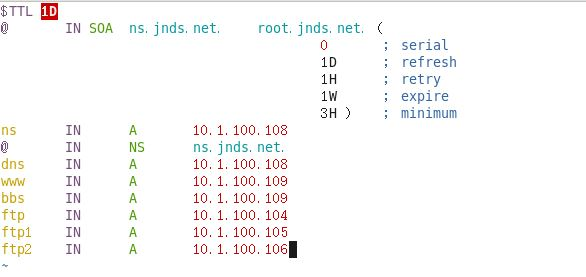 $TTL 1D
@ IN SOA ns.jnds.net. root.jnds.net. (
0 ; serial
1D ; refresh
1H ; retry
1W ; expire
3H ) ; minimum
ns IN A 10.1.100.108
@ IN NS ns.jnds.net.
dns IN A 10.1.100.108
www IN A 10.1.100.109
bbs IN A 10.1.100.109
ftp IN A 10.1.100.104
ftp1 IN A 10.1.100.105
ftp2 IN A 10.1.100.106
~